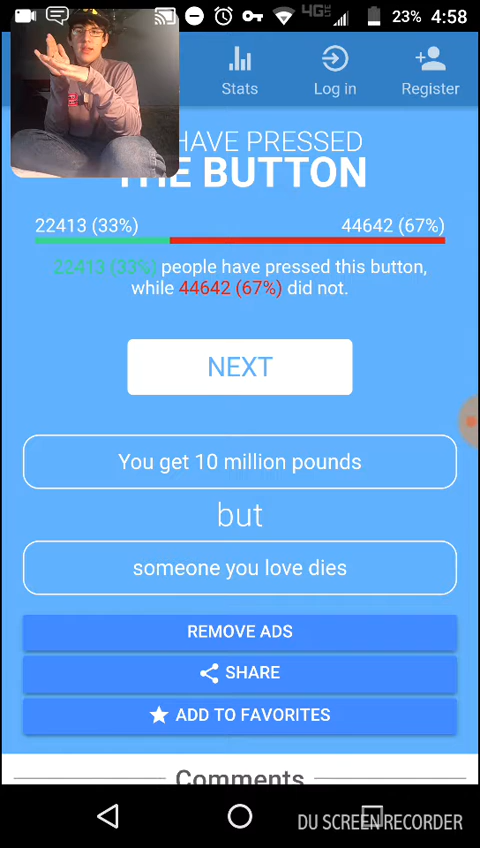 4G 23% 4:58
Stats Log in Register
HAVE PRESSED
THE BUTTON
22413 (33%) 44642 (67%)
22413 (33%) people have pressed this button,
while 44642 (67%) did not.
NEXT
You get 10 million pounds
but
someone you love dies
REMOVE ADS
SHARE
ADD TO FAVORITES
Comments
DU SCREEN RECORDER